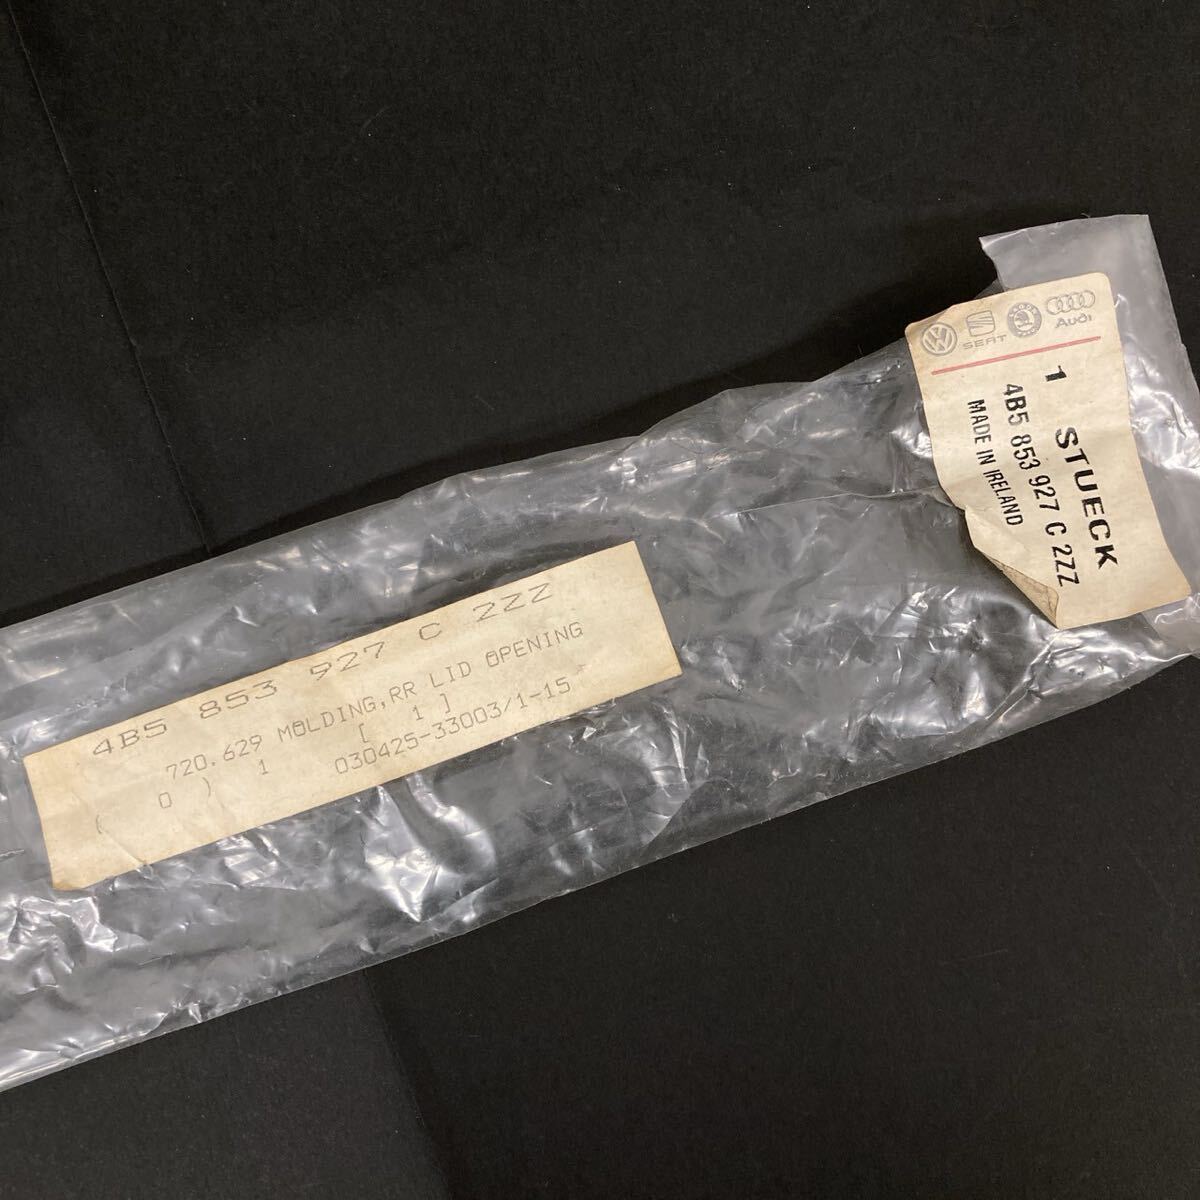 SEAT
SKODA
Audi
1 STUECK
4B5 853 927 C 2ZZ
MADE IN IRELAND
4B5 853 927 C 2ZZ
720.629 MOLDING,RR LID OPENING
[ 1 ]
( 0 ) 1 030425-33003/1-15